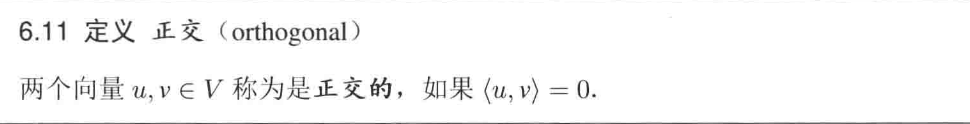 6.11 定义 正交（orthogonal）
两个向量 u, v ∈ V 称为是正交的，如果 ⟨u, v⟩ = 0.